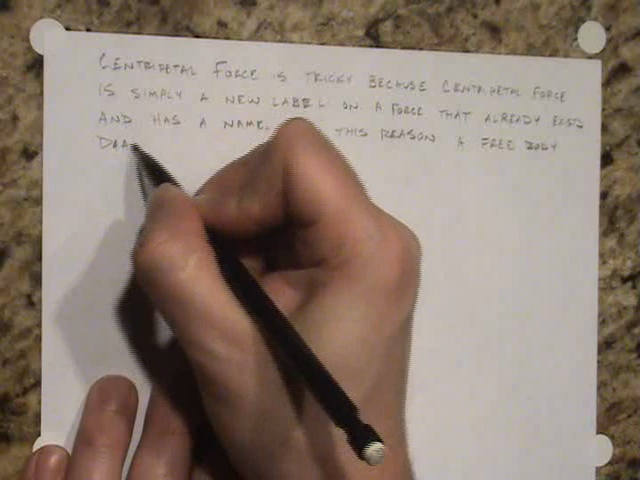 CENTRIPETAL FORCE IS TRICKY BECAUSE CENTRIPETAL FORCE
IS SIMPLY A NEW LABEL ON A FORCE THAT ALREADY EXISTS
AND HAS A NAME. THIS REASON A FREE BODY